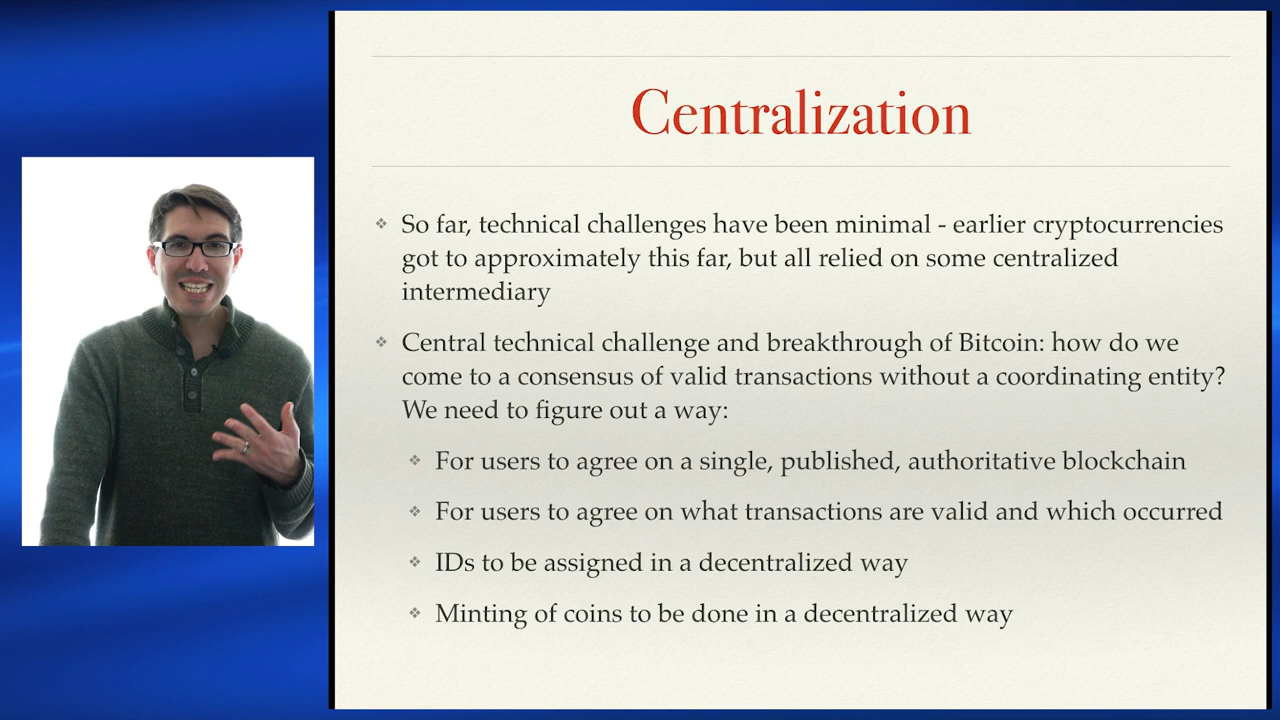 Centralization
So far, technical challenges have been minimal - earlier cryptocurrencies
got to approximately this far, but all relied on some centralized
intermediary
Central technical challenge and breakthrough of Bitcoin: how do we
come to a consensus of valid transactions without a coordinating entity?
We need to figure out a way:
For users to agree on a single, published, authoritative blockchain
For users to agree on what transactions are valid and which occurred
IDs to be assigned in a decentralized way
Minting of coins to be done in a decentralized way